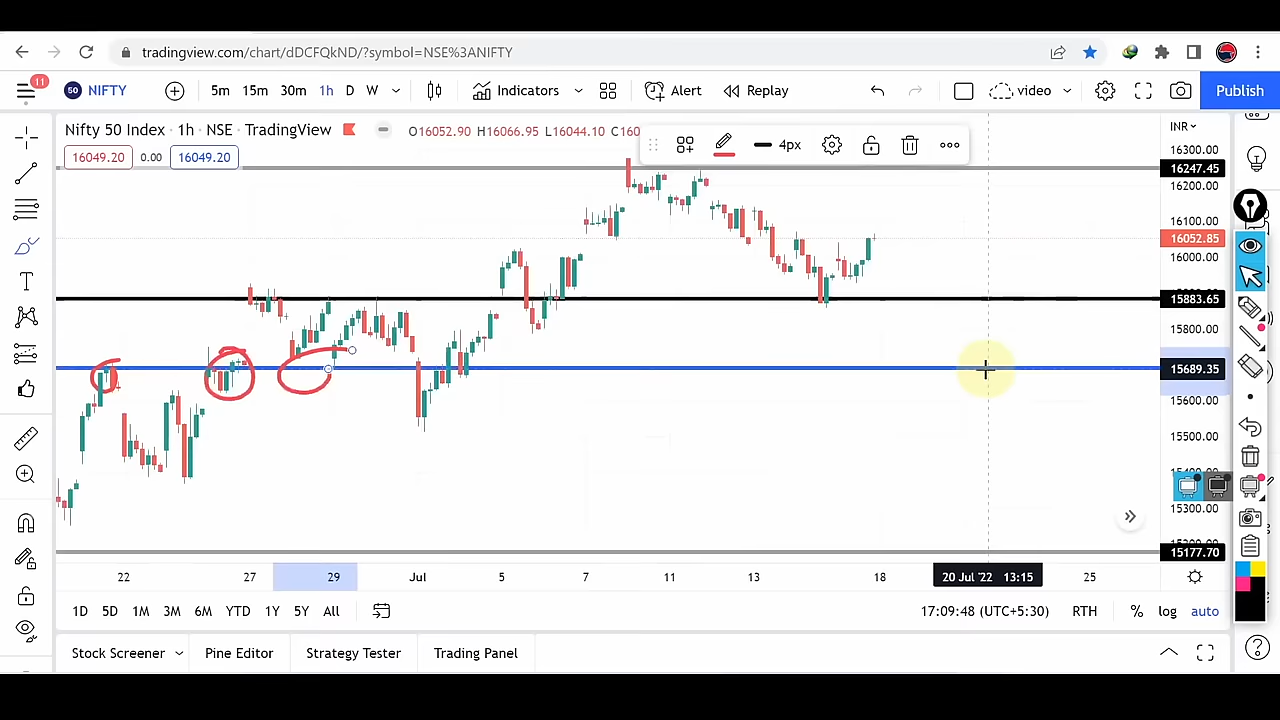 tradingview.com/chart/dDCFQkND/?symbol=NSE%3ANIFTY
11
50 NIFTY 5m 15m 30m 1h D W Indicators Alert Replay video Publish
Nifty 50 Index · 1h · NSE · TradingView O16052.90 H16066.95 L16044.10 C160
4px
INR
16049.20 0.00 16049.20
16300.00
16247.45
16200.00
16100.00
16052.85
16000.00
15883.65
15800.00
15689.35
15600.00
15500.00
15300.00
15177.70
22 27 29 Jul 5 7 11 13 18 20 Jul '22 13:15 25
1D 5D 1M 3M 6M YTD 1Y 5Y All 17:09:48 (UTC+5:30) RTH % log auto
Stock Screener Pine Editor Strategy Tester Trading Panel